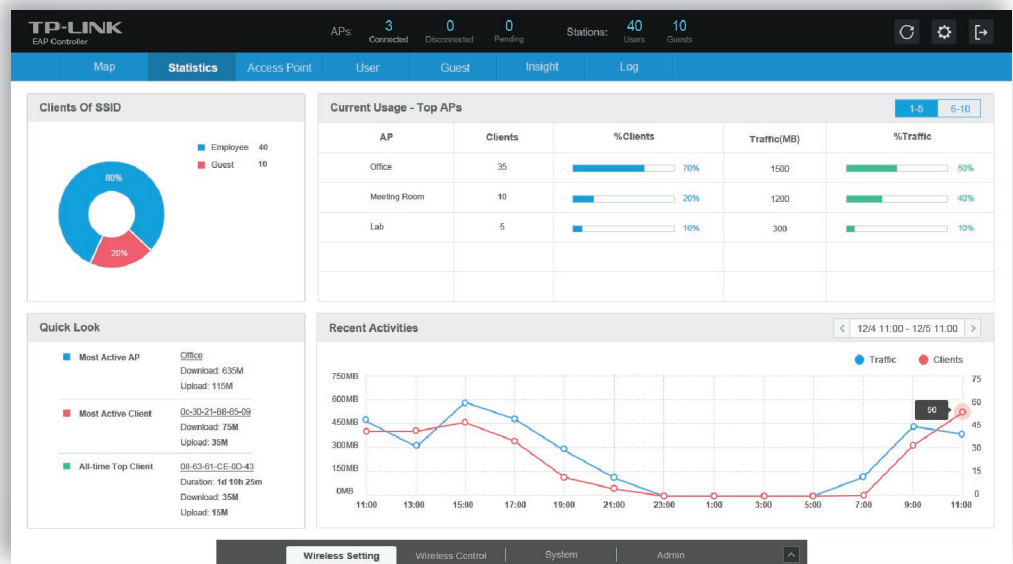 TP-LINK
EAP Controller
APs:
3
Connected
0
Disconnected
0
Pending
Stations:
40
Users
10
Guests
Map
Statistics
Access Point
User
Guest
Insight
Log
Clients Of SSID
Employee 40
Guest 10
80%
20%
Current Usage - Top APs
1-5
6-10
AP Clients %Clients Traffic(MB) %Traffic
Office 35 70% 1500 50%
Meeting Room 10 20% 1200 40%
Lab 5 10% 300 10%
Quick Look
Most Active AP
Office
Download: 635M
Upload: 115M
Most Active Client
0c-30-21-B8-85-09
Download: 75M
Upload: 35M
All-time Top Client
08-63-61-CE-0D-43
Duration: 1d 10h 25m
Download: 35M
Upload: 15M
Recent Activities
< 12/4 11:00 - 12/5 11:00 >
Traffic
Clients
750MB
600MB
450MB
300MB
150MB
0MB
75
60
45
30
15
0
50
11:00 13:00 15:00 17:00 19:00 21:00 23:00 1:00 3:00 5:00 7:00 9:00 11:00
Wireless Setting
Wireless Control
System
Admin